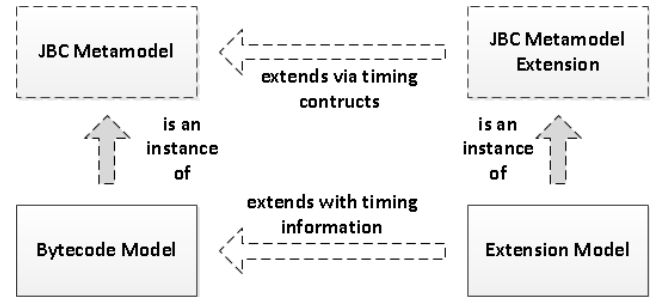 JBC Metamodel
extends via timing
contructs
JBC Metamodel
Extension
is an
instance
of
is an
instance
of
Bytecode Model
extends with timing
information
Extension Model